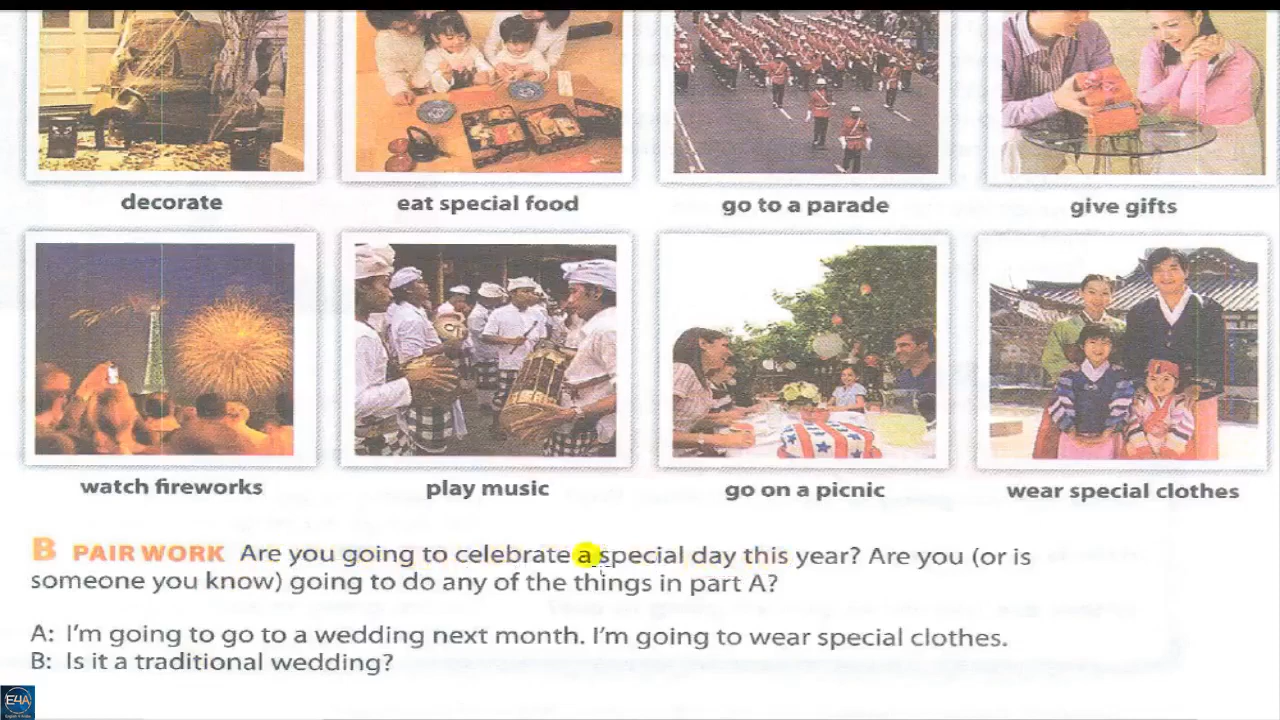 decorate
eat special food
go to a parade
give gifts
watch fireworks
play music
go on a picnic
wear special clothes
B PAIR WORK Are you going to celebrate a special day this year? Are you (or is
someone you know) going to do any of the things in part A?
A: I'm going to go to a wedding next month. I'm going to wear special clothes.
B: Is it a traditional wedding?
E4A